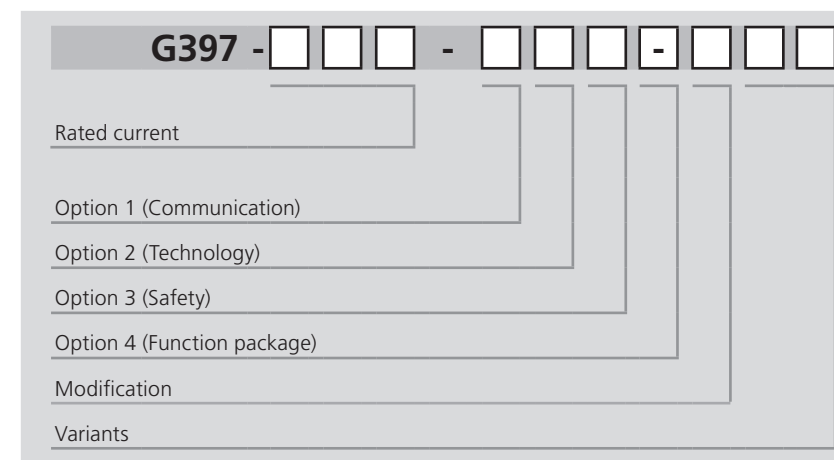 G397 - - -
Rated current
Option 1 (Communication)
Option 2 (Technology)
Option 3 (Safety)
Option 4 (Function package)
Modification
Variants